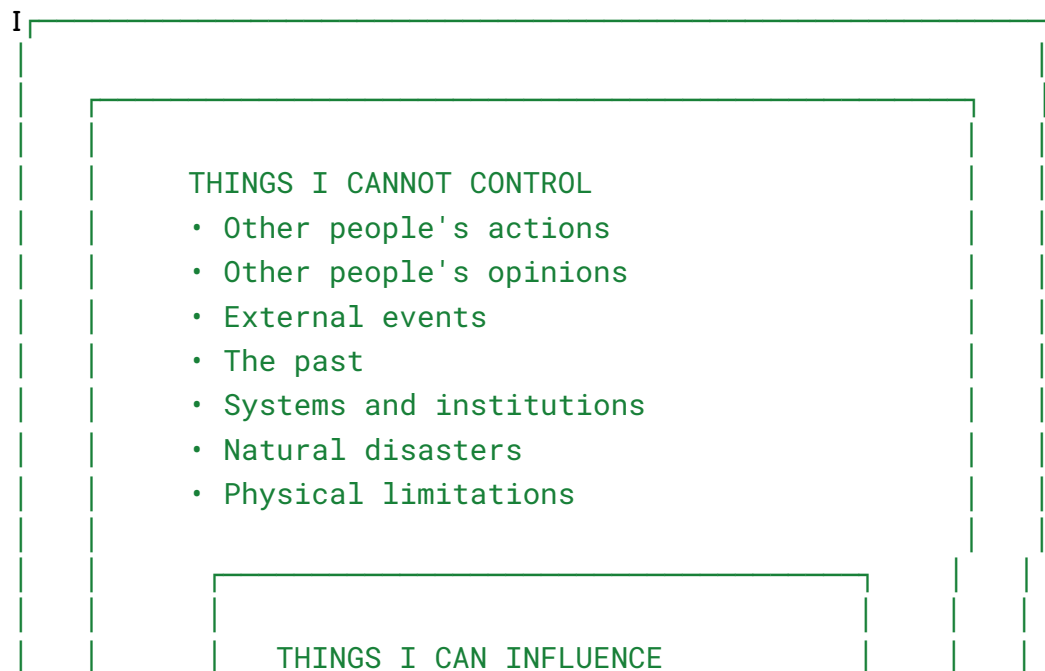 I
THINGS I CANNOT CONTROL
• Other people's actions
• Other people's opinions
• External events
• The past
• Systems and institutions
• Natural disasters
• Physical limitations
THINGS I CAN INFLUENCE